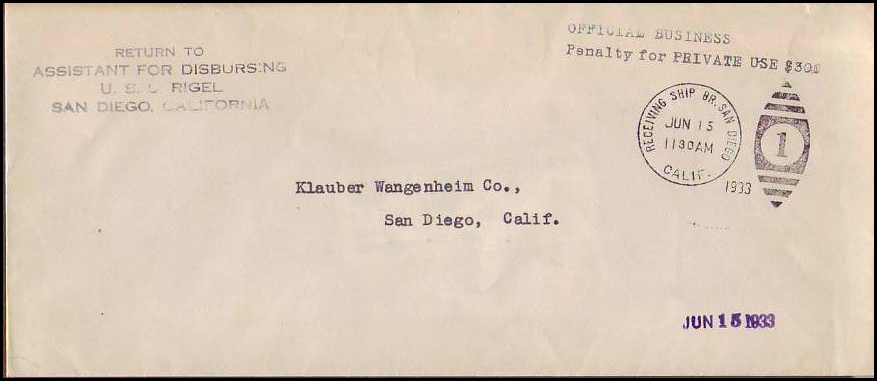 RETURN TO
ASSISTANT FOR DISBURSING
U. S. S. RIGEL
SAN DIEGO, CALIFORNIA
OFFICIAL BUSINESS
Penalty for PRIVATE USE $300
RECEIVING SHIP BR. SAN DIEGO
JUN 15
1130AM
CALIF.
1933
1
Klauber Wangenheim Co.,
San Diego, Calif.
JUN 15 1933